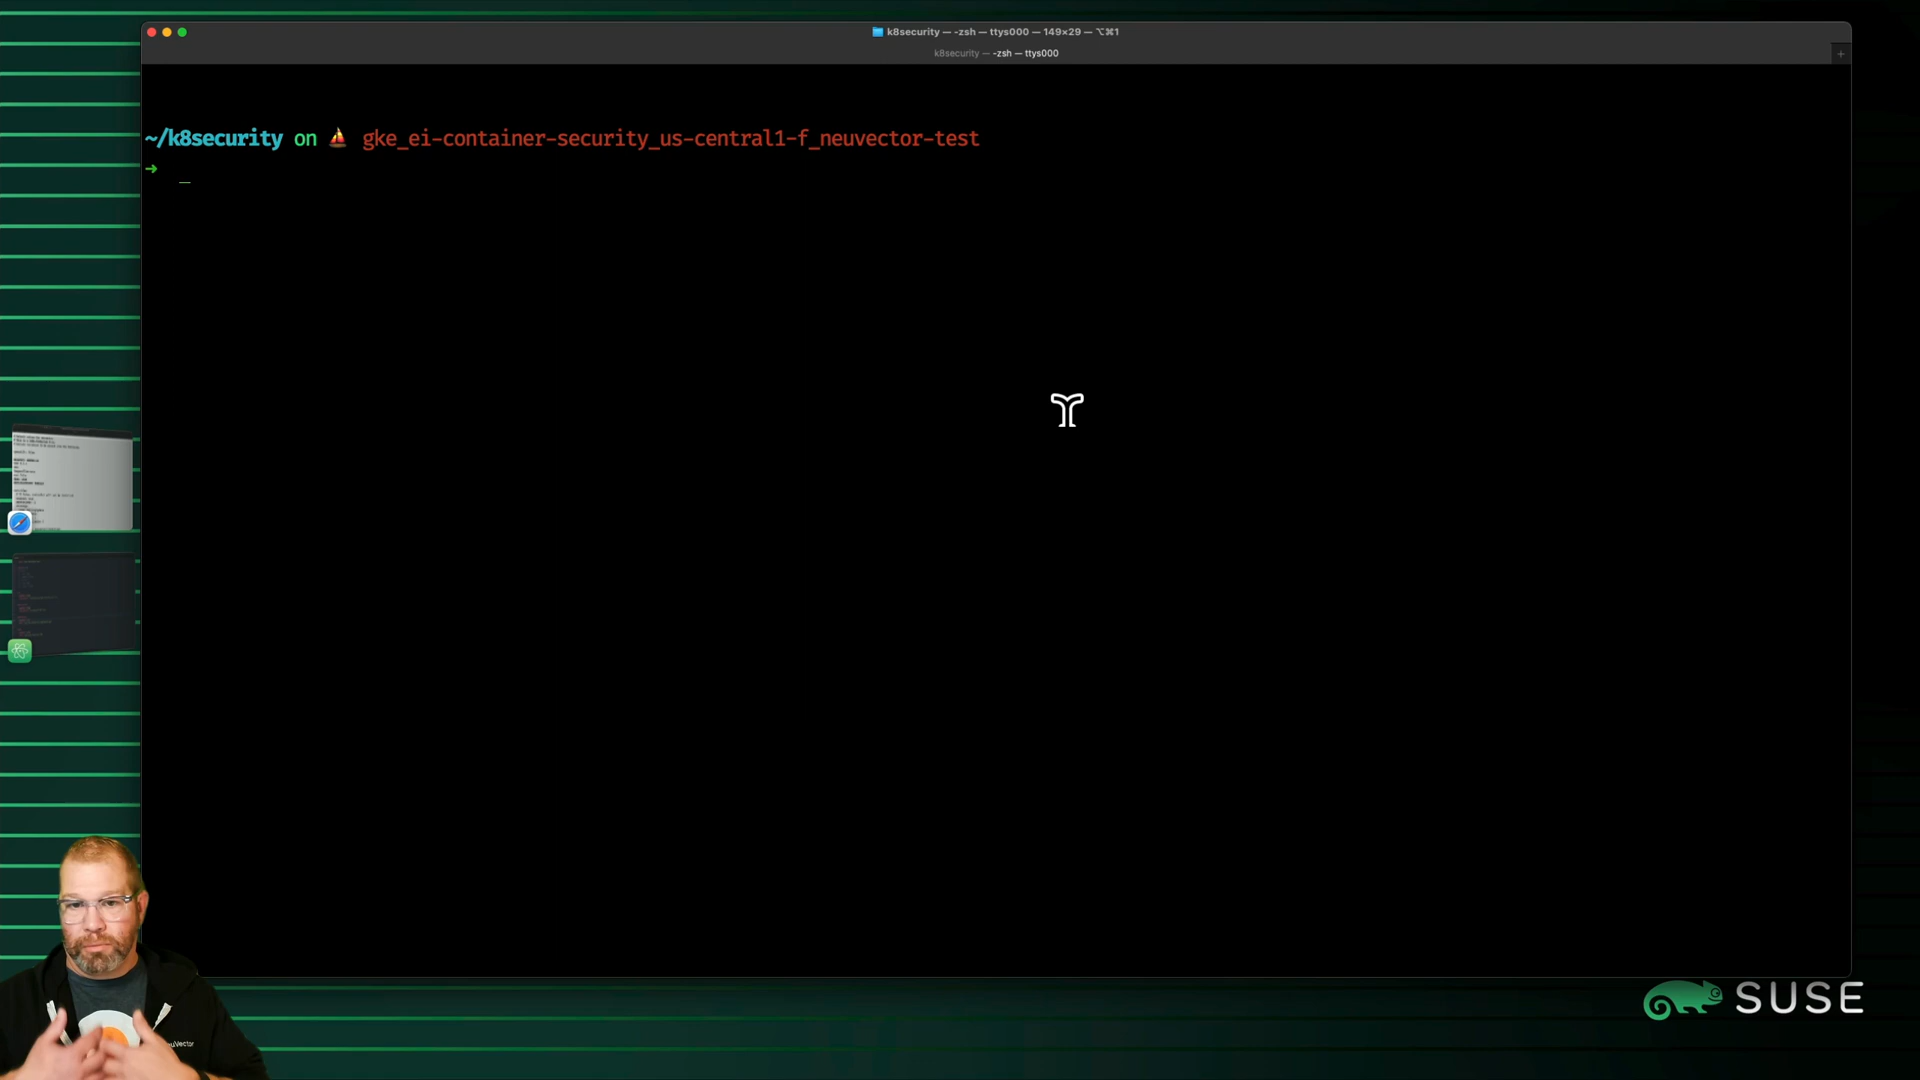 k8security — -zsh — ttys000 — 149×29 — ⌥⌘1
k8security — -zsh — ttys000
~/k8security on ⛵ gke_ei-container-security_us-central1-f_neuvector-test
➜ _
SUSE